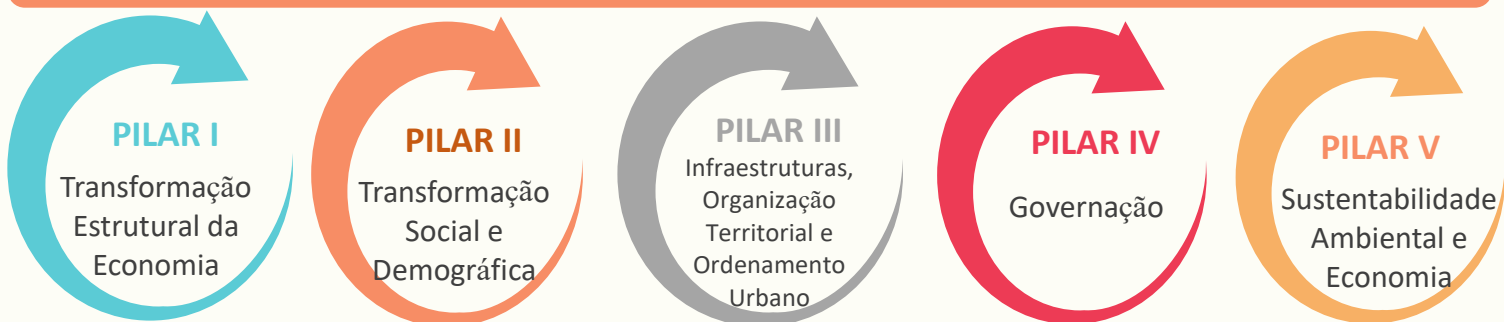 PILAR I
Transformação
Estrutural da
Economia
PILAR II
Transformação
Social e
Demográfica
PILAR III
Infraestruturas,
Organização
Territorial e
Ordenamento
Urbano
PILAR IV
Governação
PILAR V
Sustentabilidade
Ambiental e
Economia